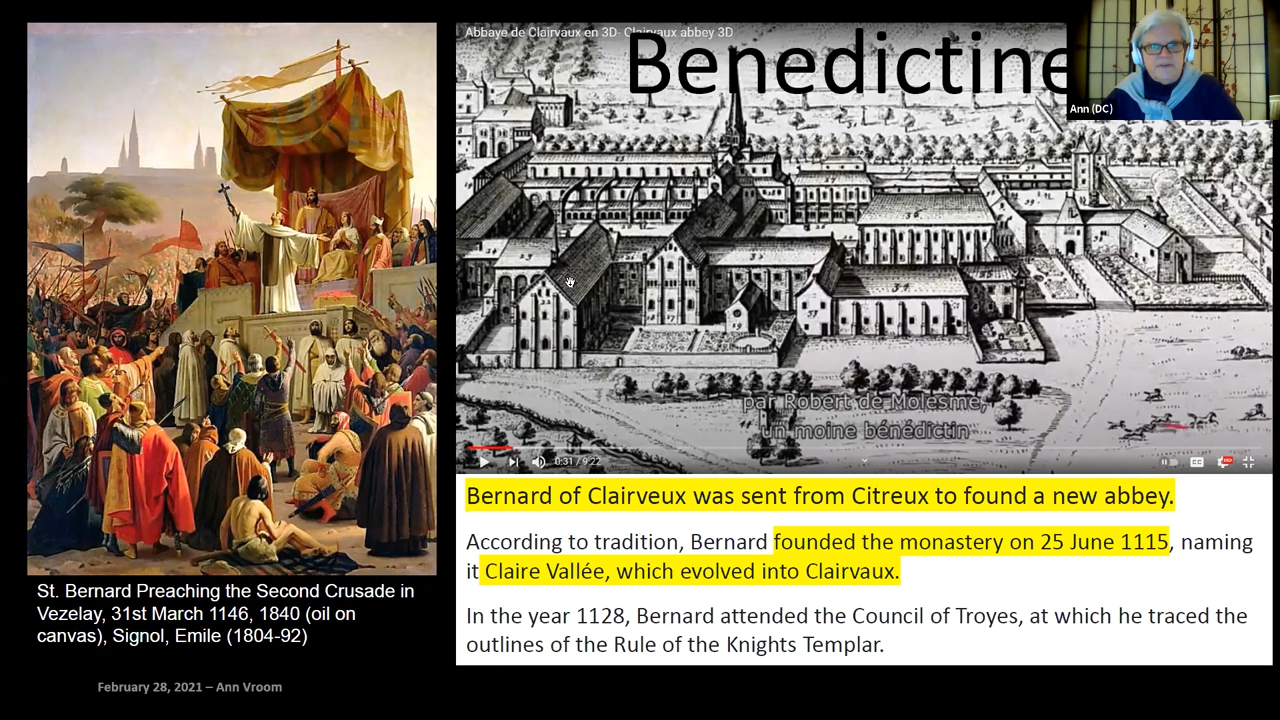 Abbaye de Clairvaux en 3D- Clairvaux abbey 3D
Benedictine
Ann (DC)
par Robert de Molesme,
un moine bénédictin
0:31 / 9:22
CC
HD
Bernard of Clairveux was sent from Citreux to found a new abbey.
According to tradition, Bernard founded the monastery on 25 June 1115, naming
it Claire Vallée, which evolved into Clairvaux.
In the year 1128, Bernard attended the Council of Troyes, at which he traced the
outlines of the Rule of the Knights Templar.
St. Bernard Preaching the Second Crusade in
Vezelay, 31st March 1146, 1840 (oil on
canvas), Signol, Emile (1804-92)
February 28, 2021 – Ann Vroom